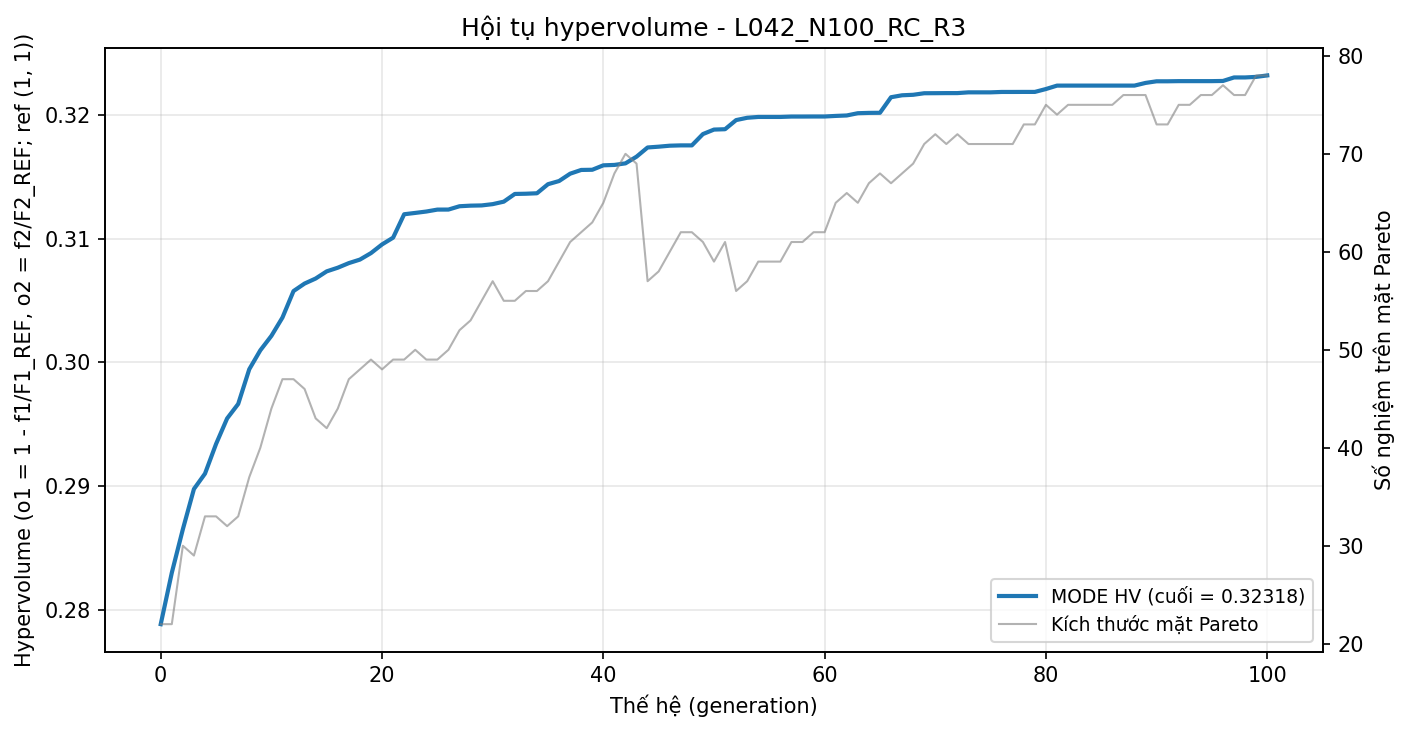 Hội tụ hypervolume - L042_N100_RC_R3
Hypervolume (o1 = 1 - f1/F1_REF, o2 = f2/F2_REF; ref (1, 1))
0.32
0.31
0.30
0.29
0.28
80
70
60
50
40
30
20
Số nghiệm trên mặt Pareto
MODE HV (cuối = 0.32318)
Kích thước mặt Pareto
0 20 40 60 80 100
Thế hệ (generation)